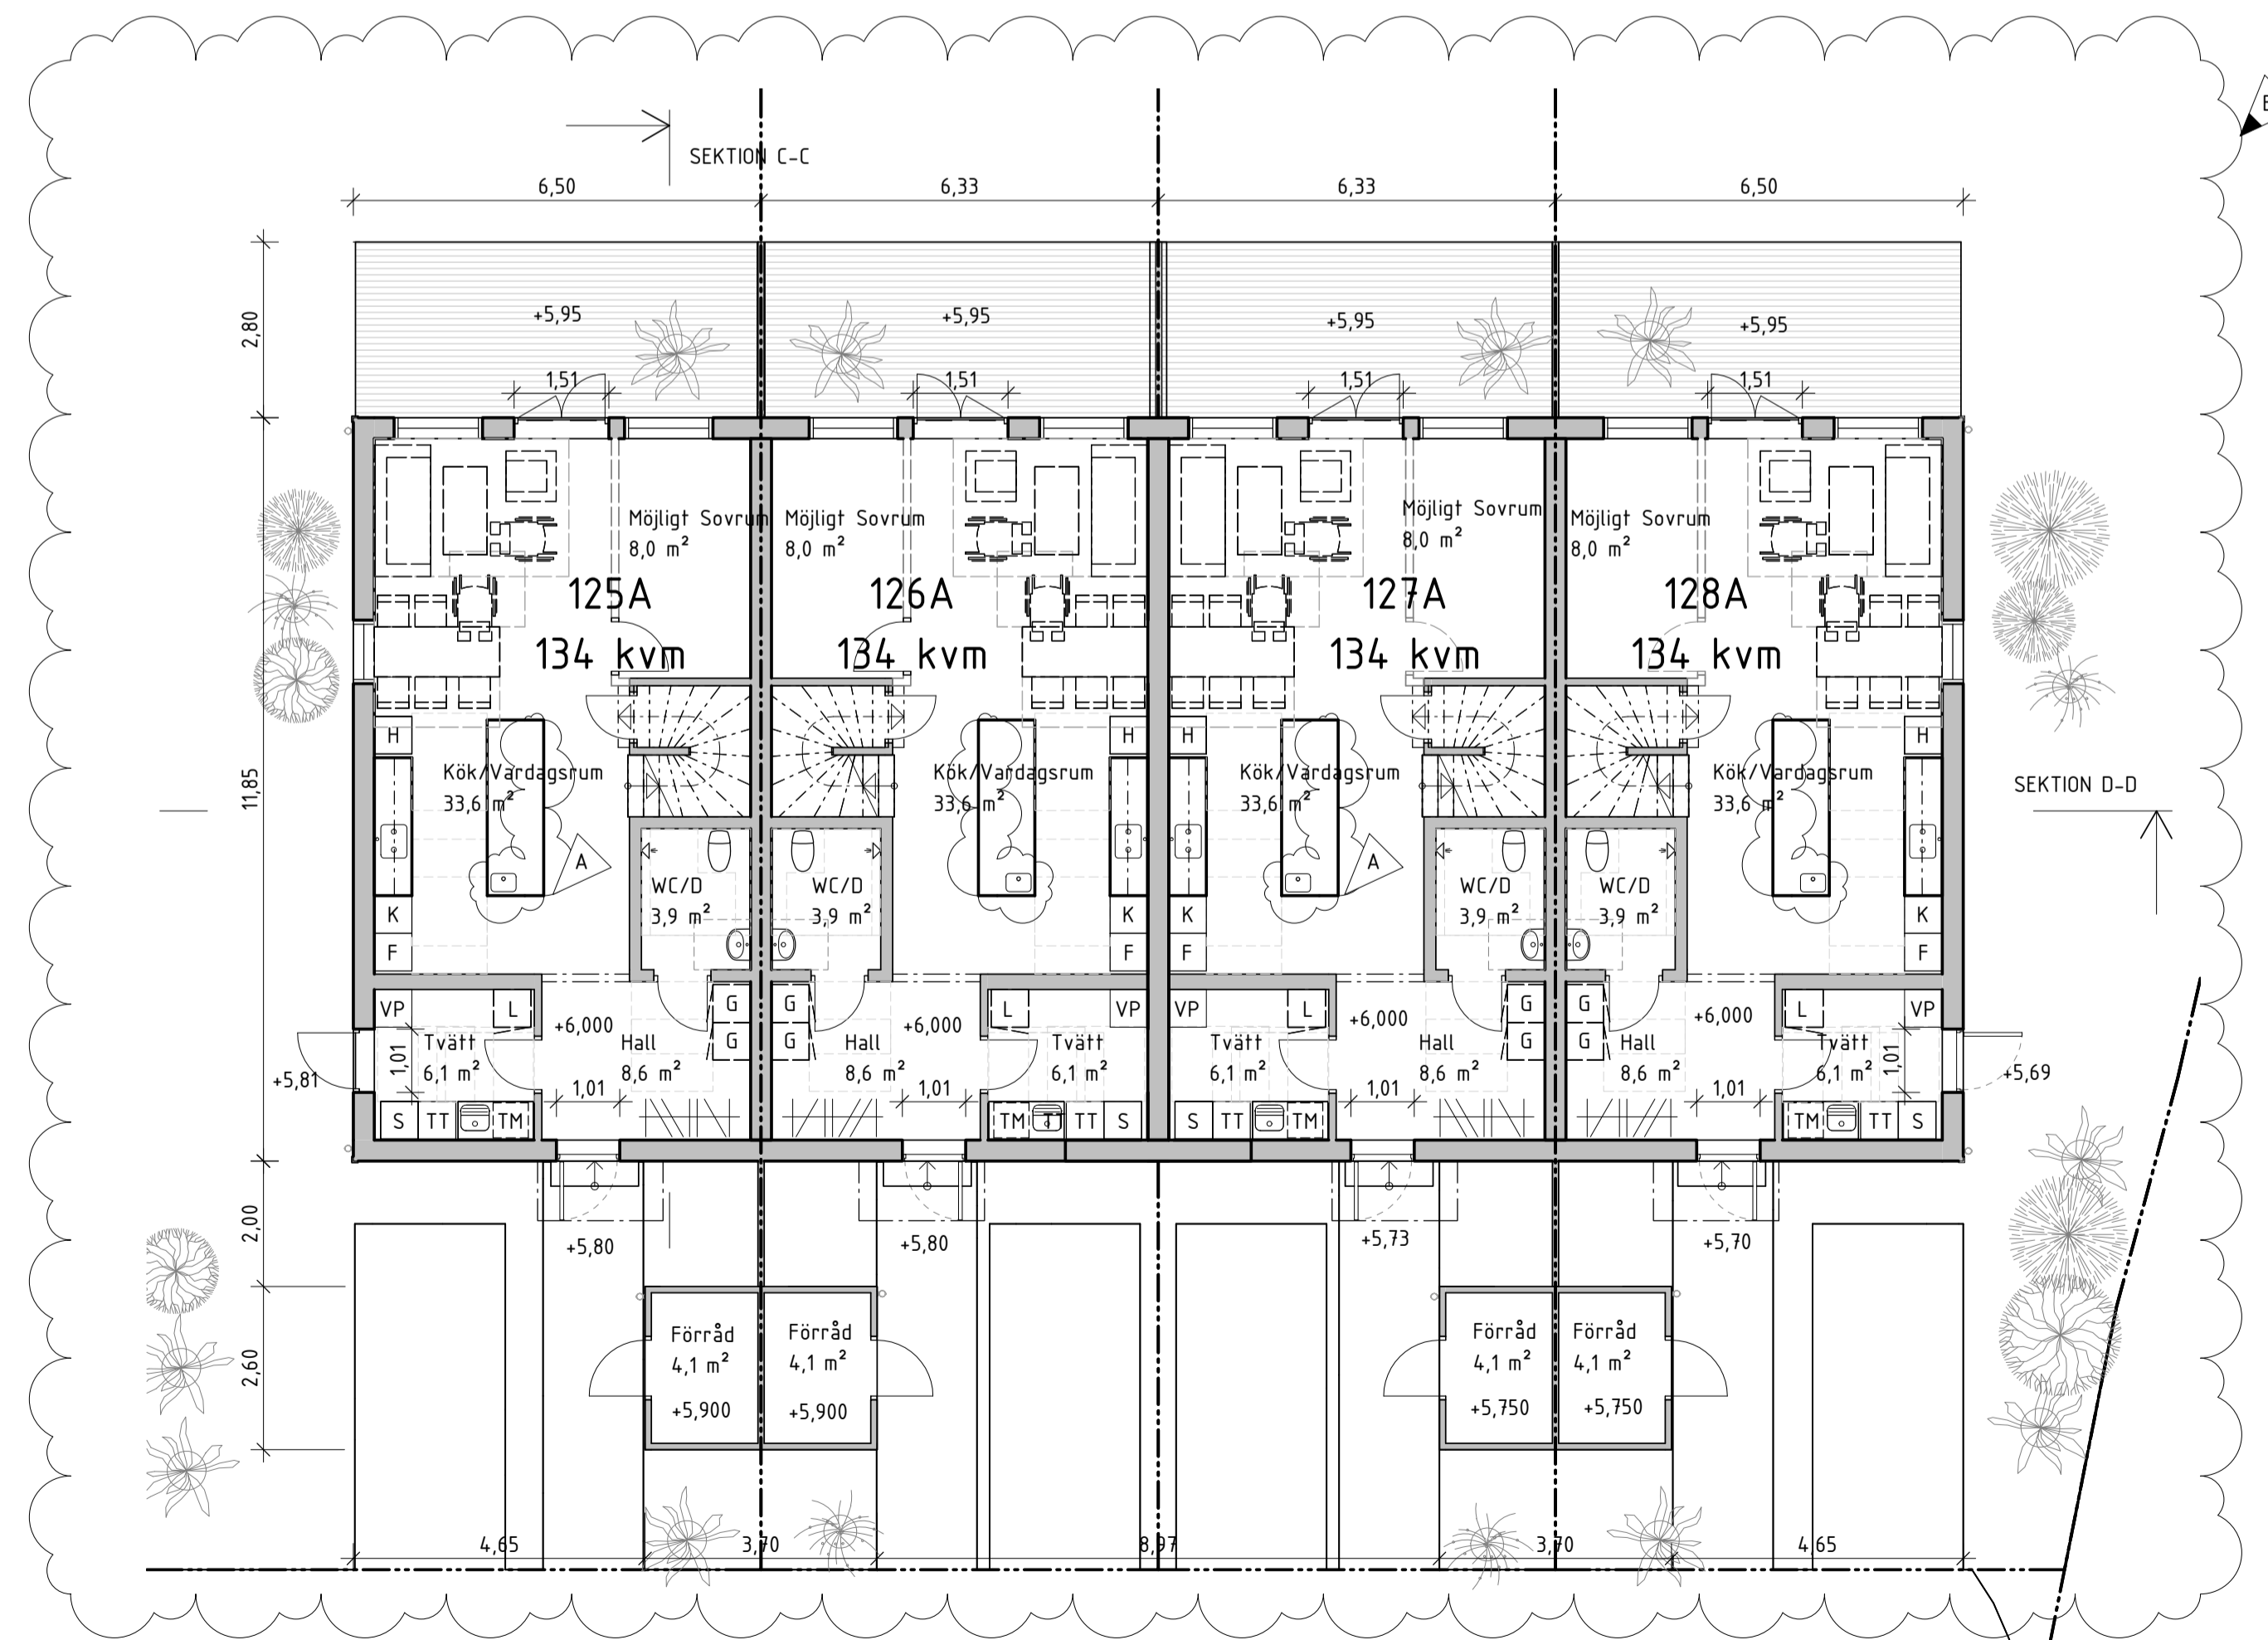 SEKTION C-C
6,50 6,33 6,33 6,50
2,80
+5,95 +5,95 +5,95 +5,95
1,51 1,51 1,51 1,51
Möjligt Sovrum Möjligt Sovrum Möjligt Sovrum Möjligt Sovrum
8,0 m² 8,0 m² 8,0 m² 8,0 m²
125A 126A 127A 128A
134 kvm 134 kvm 134 kvm 134 kvm
H H H H
11,85
SEKTION D-D
Kök/Vardagsrum Kök/Vardagsrum Kök/Vardagsrum Kök/Vardagsrum
33,6 m² 33,6 m² 33,6 m² 33,6 m²
A A
WC/D WC/D WC/D WC/D
3,9 m² 3,9 m² 3,9 m² 3,9 m²
K K K K
F F F F
VP L G G L VP VP L G G L VP
+6,000 +6,000 +6,000 +6,000
Tvätt Hall G G Hall Tvätt Tvätt Hall G G Hall Tvätt
6,1 m² 8,6 m² 8,6 m² 6,1 m² 6,1 m² 8,6 m² 8,6 m² 6,1 m²
1,01 1,01
+5,81 +5,69
1,01 1,01 1,01 1,01
S TT TM TM TT TT S S TT TM TM TT S
2,00
+5,80 +5,80 +5,73 +5,70
Förråd Förråd Förråd Förråd
4,1 m² 4,1 m² 4,1 m² 4,1 m²
2,60
+5,900 +5,900 +5,750 +5,750
4,65 3,70 8,97 3,70 4,65